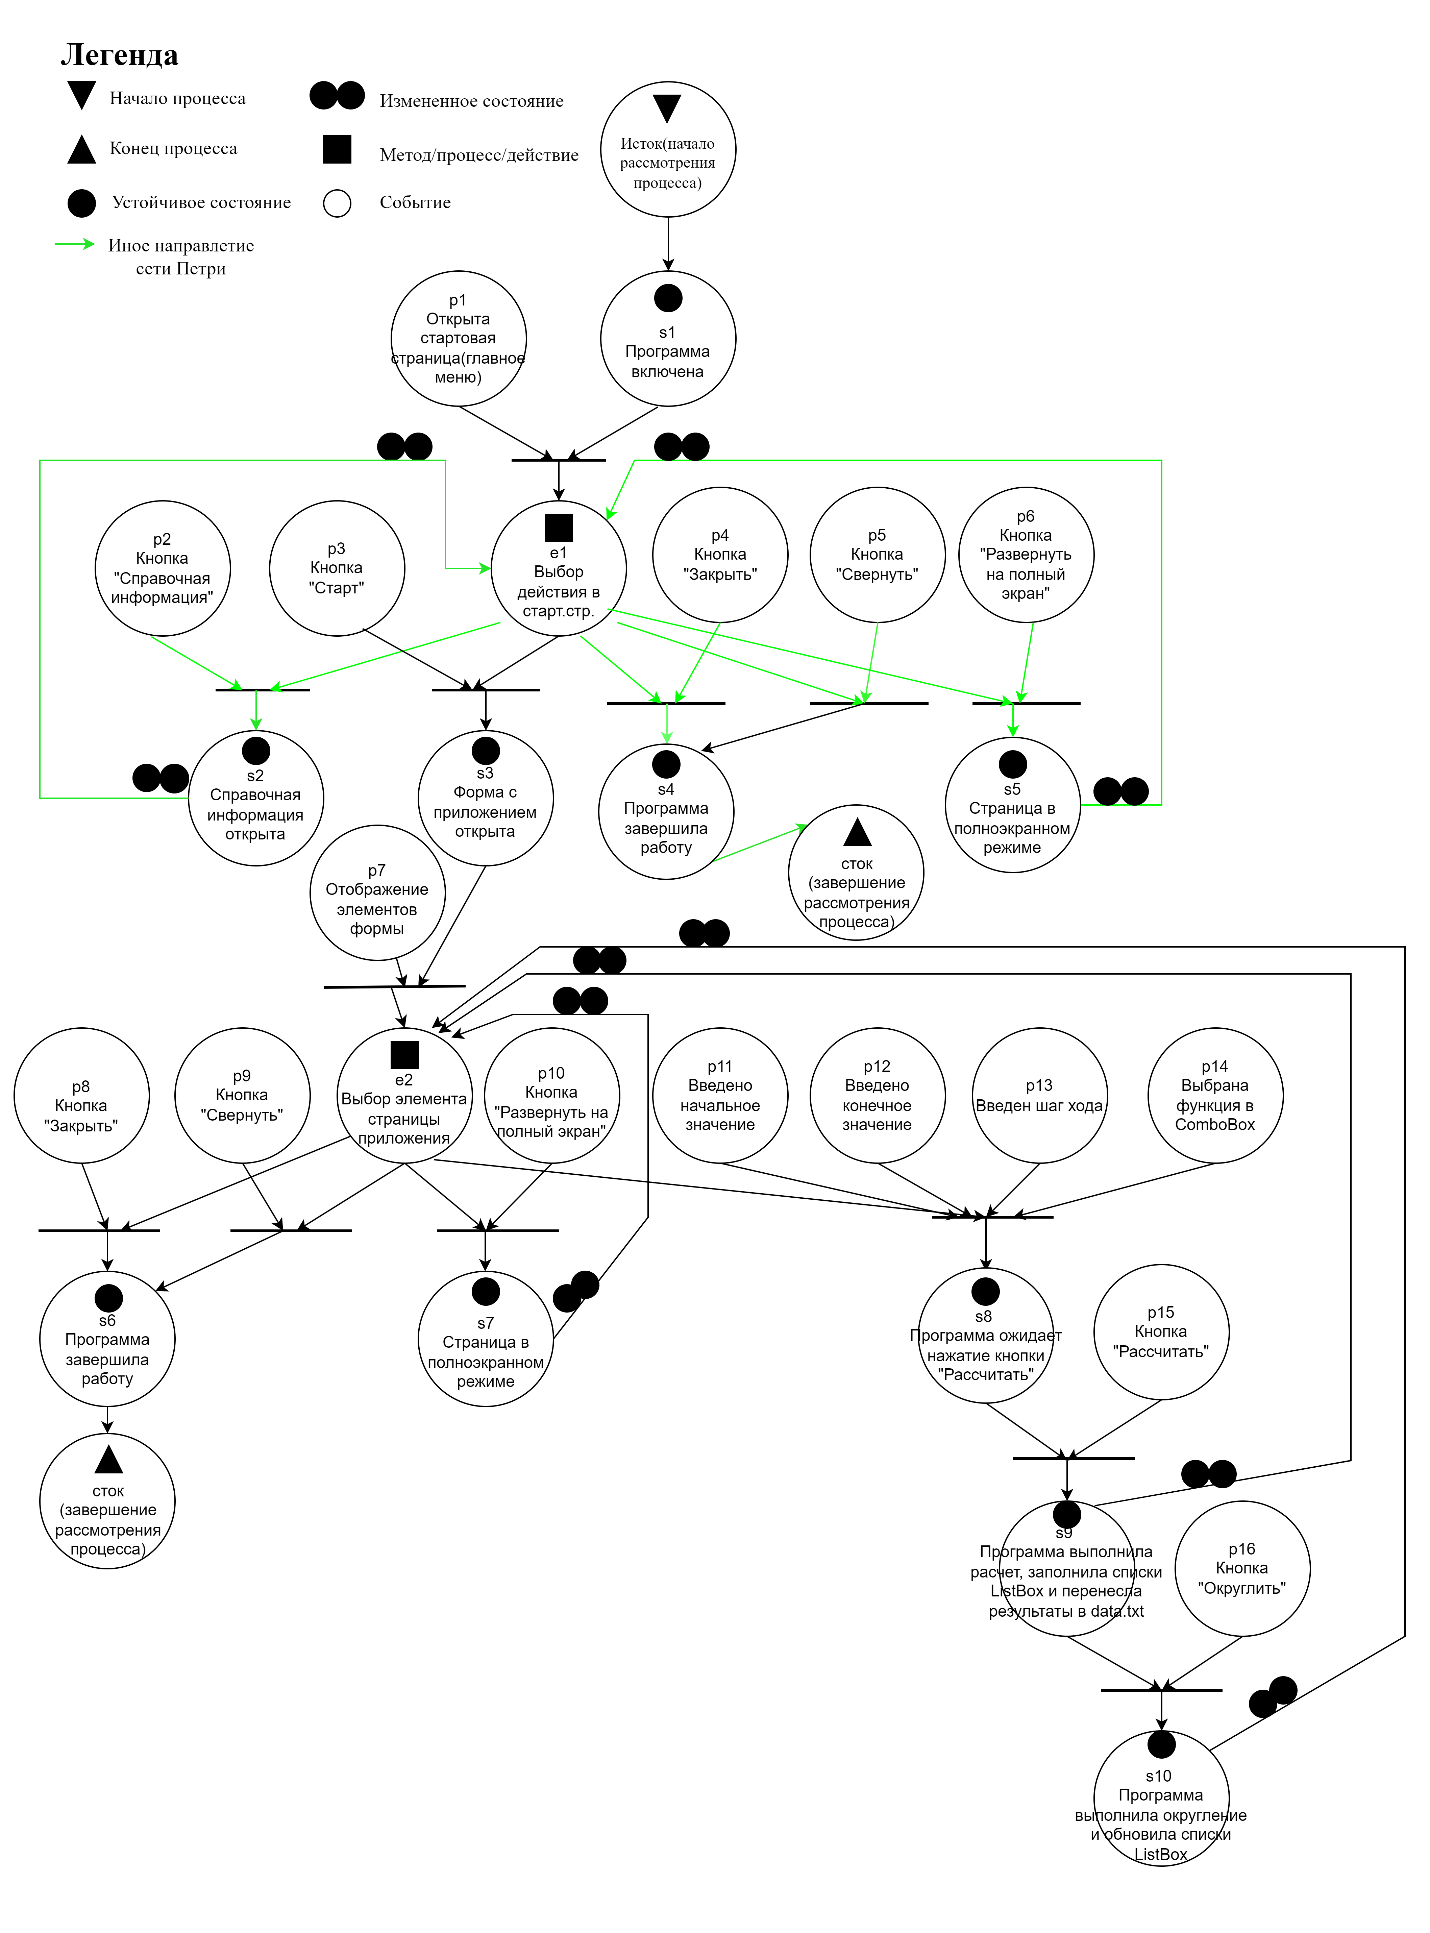 Легенда
Начало процесса
Измененное состояние
Конец процесса
Метод/процесс/действие
Устойчивое состояние
Событие
Иное направлетие
сети Петри
Исток(начало
рассмотрения
процесса)
p1
Открыта
стартовая
страница(главное
меню)
s1
Программа
включена
p2
Кнопка
"Справочная
информация"
p3
Кнопка
"Старт"
e1
Выбор
действия в
старт.стр.
p4
Кнопка
"Закрыть"
p5
Кнопка
"Свернуть"
p6
Кнопка
"Развернуть
на полный
экран"
s2
Справочная
информация
открыта
s3
Форма с
приложением
открыта
s4
Программа
завершила
работу
s5
Страница в
полноэкранном
режиме
сток
(завершение
рассмотрения
процесса)
p7
Отображение
элементов
формы
p8
Кнопка
"Закрыть"
p9
Кнопка
"Свернуть"
e2
Выбор элемента
страницы
приложения
p10
Кнопка
"Развернуть на
полный экран"
p11
Введено
начальное
значение
p12
Введено
конечное
значение
p13
Введен шаг хода
p14
Выбрана
функция в
ComboBox
s6
Программа
завершила
работу
s7
Страница в
полноэкранном
режиме
s8
Программа ожидает
нажатие кнопки
"Рассчитать"
p15
Кнопка
"Рассчитать"
сток
(завершение
рассмотрения
процесса)
s9
Программа выполнила
расчет, заполнила списки
ListBox и перенесла
результаты в data.txt
p16
Кнопка
"Округлить"
s10
Программа
выполнила округление
и обновила списки
ListBox